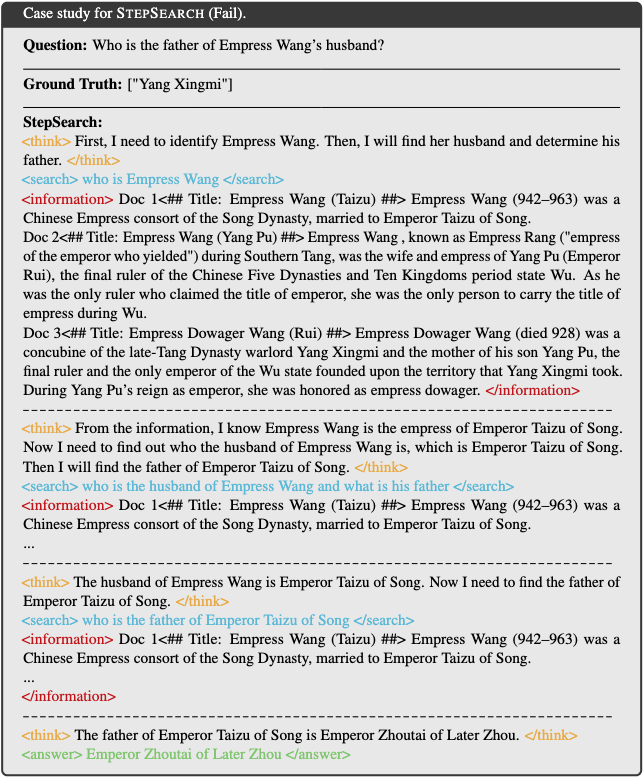 Case study for STEPSEARCH (Fail).
Question: Who is the father of Empress Wang's husband?
Ground Truth: ["Yang Xingmi"]
StepSearch:
<think> First, I need to identify Empress Wang. Then, I will find her husband and determine his
father. </think>
<search> who is Empress Wang </search>
<information> Doc 1<## Title: Empress Wang (Taizu) ##> Empress Wang (942–963) was a
Chinese Empress consort of the Song Dynasty, married to Emperor Taizu of Song.
Doc 2<## Title: Empress Wang (Yang Pu) ##> Empress Wang , known as Empress Rang ("empress
of the emperor who yielded") during Southern Tang, was the wife and empress of Yang Pu (Emperor
Rui), the final ruler of the Chinese Five Dynasties and Ten Kingdoms period state Wu. As he
was the only ruler who claimed the title of emperor, she was the only person to carry the title of
empress during Wu.
Doc 3<## Title: Empress Dowager Wang (Rui) ##> Empress Dowager Wang (died 928) was a
concubine of the late-Tang Dynasty warlord Yang Xingmi and the mother of his son Yang Pu, the
final ruler and the only emperor of the Wu state founded upon the territory that Yang Xingmi took.
During Yang Pu's reign as emperor, she was honored as empress dowager. </information>
<think> From the information, I know Empress Wang is the empress of Emperor Taizu of Song.
Now I need to find out who the husband of Empress Wang is, which is Emperor Taizu of Song.
Then I will find the father of Emperor Taizu of Song. </think>
<search> who is the husband of Empress Wang and what is his father </search>
<information> Doc 1<## Title: Empress Wang (Taizu) ##> Empress Wang (942–963) was a
Chinese Empress consort of the Song Dynasty, married to Emperor Taizu of Song.
...
<think> The husband of Empress Wang is Emperor Taizu of Song. Now I need to find the father of
Emperor Taizu of Song. </think>
<search> who is the father of Emperor Taizu of Song </search>
<information> Doc 1<## Title: Empress Wang (Taizu) ##> Empress Wang (942–963) was a
Chinese Empress consort of the Song Dynasty, married to Emperor Taizu of Song.
...
</information>
<think> The father of Emperor Taizu of Song is Emperor Zhoutai of Later Zhou. </think>
<answer> Emperor Zhoutai of Later Zhou </answer>